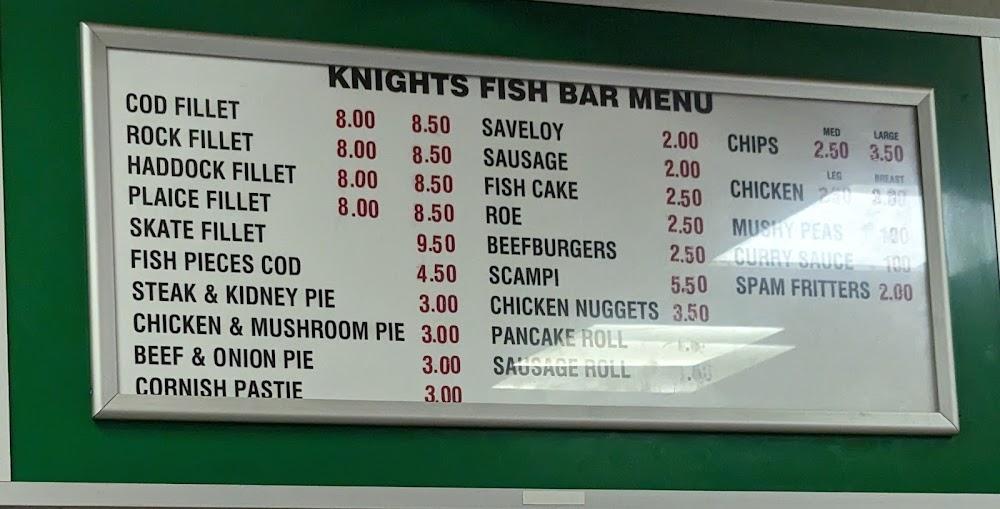 KNIGHTS FISH BAR MENU
COD FILLET 8.00 8.50
ROCK FILLET 8.00 8.50
HADDOCK FILLET 8.00 8.50
PLAICE FILLET 8.00 8.50
SKATE FILLET 9.50
FISH PIECES COD 4.50
STEAK & KIDNEY PIE 3.00
CHICKEN & MUSHROOM PIE 3.00
BEEF & ONION PIE 3.00
CORNISH PASTIE 3.00
SAVELOY 2.00
SAUSAGE 2.00
FISH CAKE 2.50
ROE 2.50
BEEFBURGERS 2.50
SCAMPI 5.50
CHICKEN NUGGETS 3.50
PANCAKE ROLL
SAUSAGE ROLL
MED LARGE
CHIPS 2.50 3.50
LEG BREAST
CHICKEN
MUSHY PEAS
CURRY SAUCE
SPAM FRITTERS 2.00